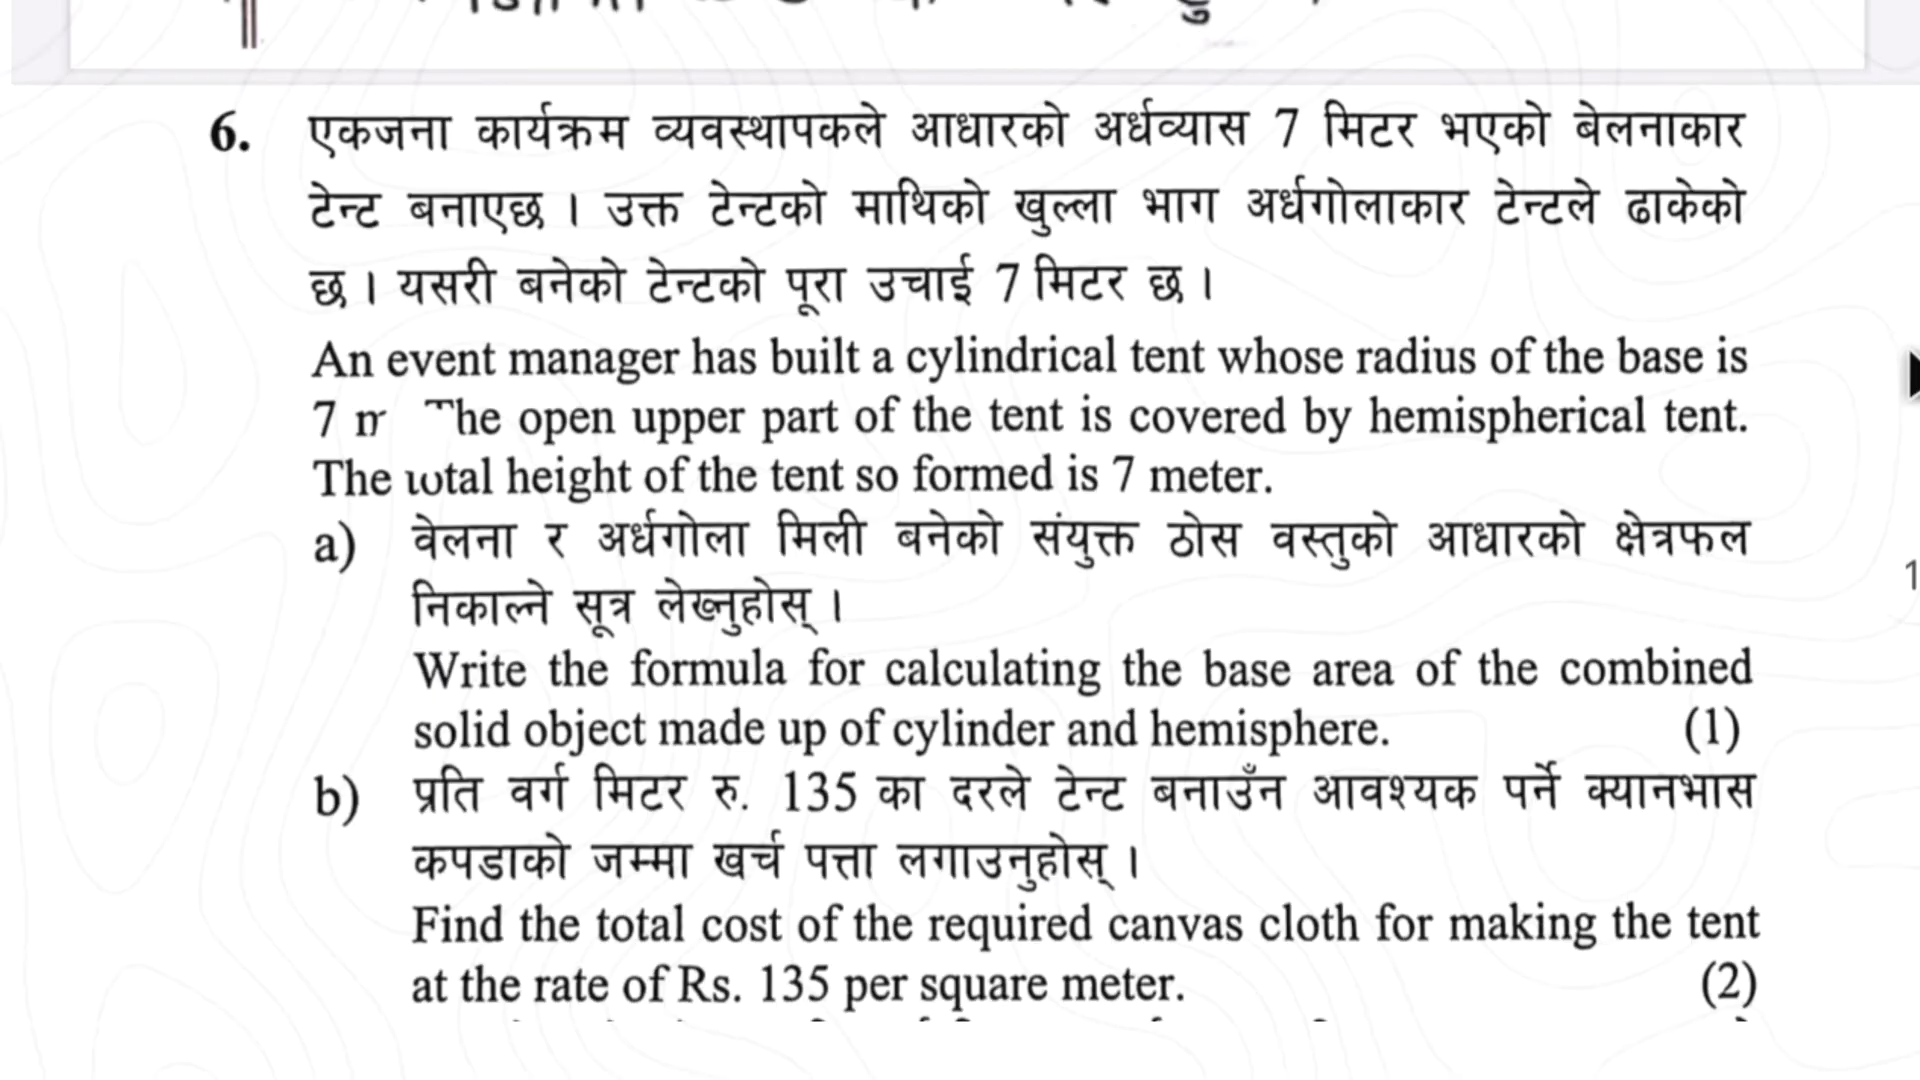 6. एकजना कार्यक्रम व्यवस्थापकले आधारको अर्धव्यास 7 मिटर भएको बेलनाकार
टेन्ट बनाएछ । उक्त टेन्टको माथिको खुल्ला भाग अर्धगोलाकार टेन्टले ढाकेको
छ । यसरी बनेको टेन्टको पूरा उचाई 7 मिटर छ ।
An event manager has built a cylindrical tent whose radius of the base is
7 The open upper part of the tent is covered by hemispherical tent.
The total height of the tent so formed is 7 meter.
a) वेलना र अर्धगोला मिली बनेको संयुक्त ठोस वस्तुको आधारको क्षेत्रफल
निकाल्ने सूत्र लेख्नुहोस् ।
Write the formula for calculating the base area of the combined
solid object made up of cylinder and hemisphere. (1)
b) प्रति वर्ग मिटर रु. 135 का दरले टेन्ट बनाउँन आवश्यक पर्ने क्यानभास
कपडाको जम्मा खर्च पत्ता लगाउनुहोस् ।
Find the total cost of the required canvas cloth for making the tent
at the rate of Rs. 135 per square meter. (2)
1